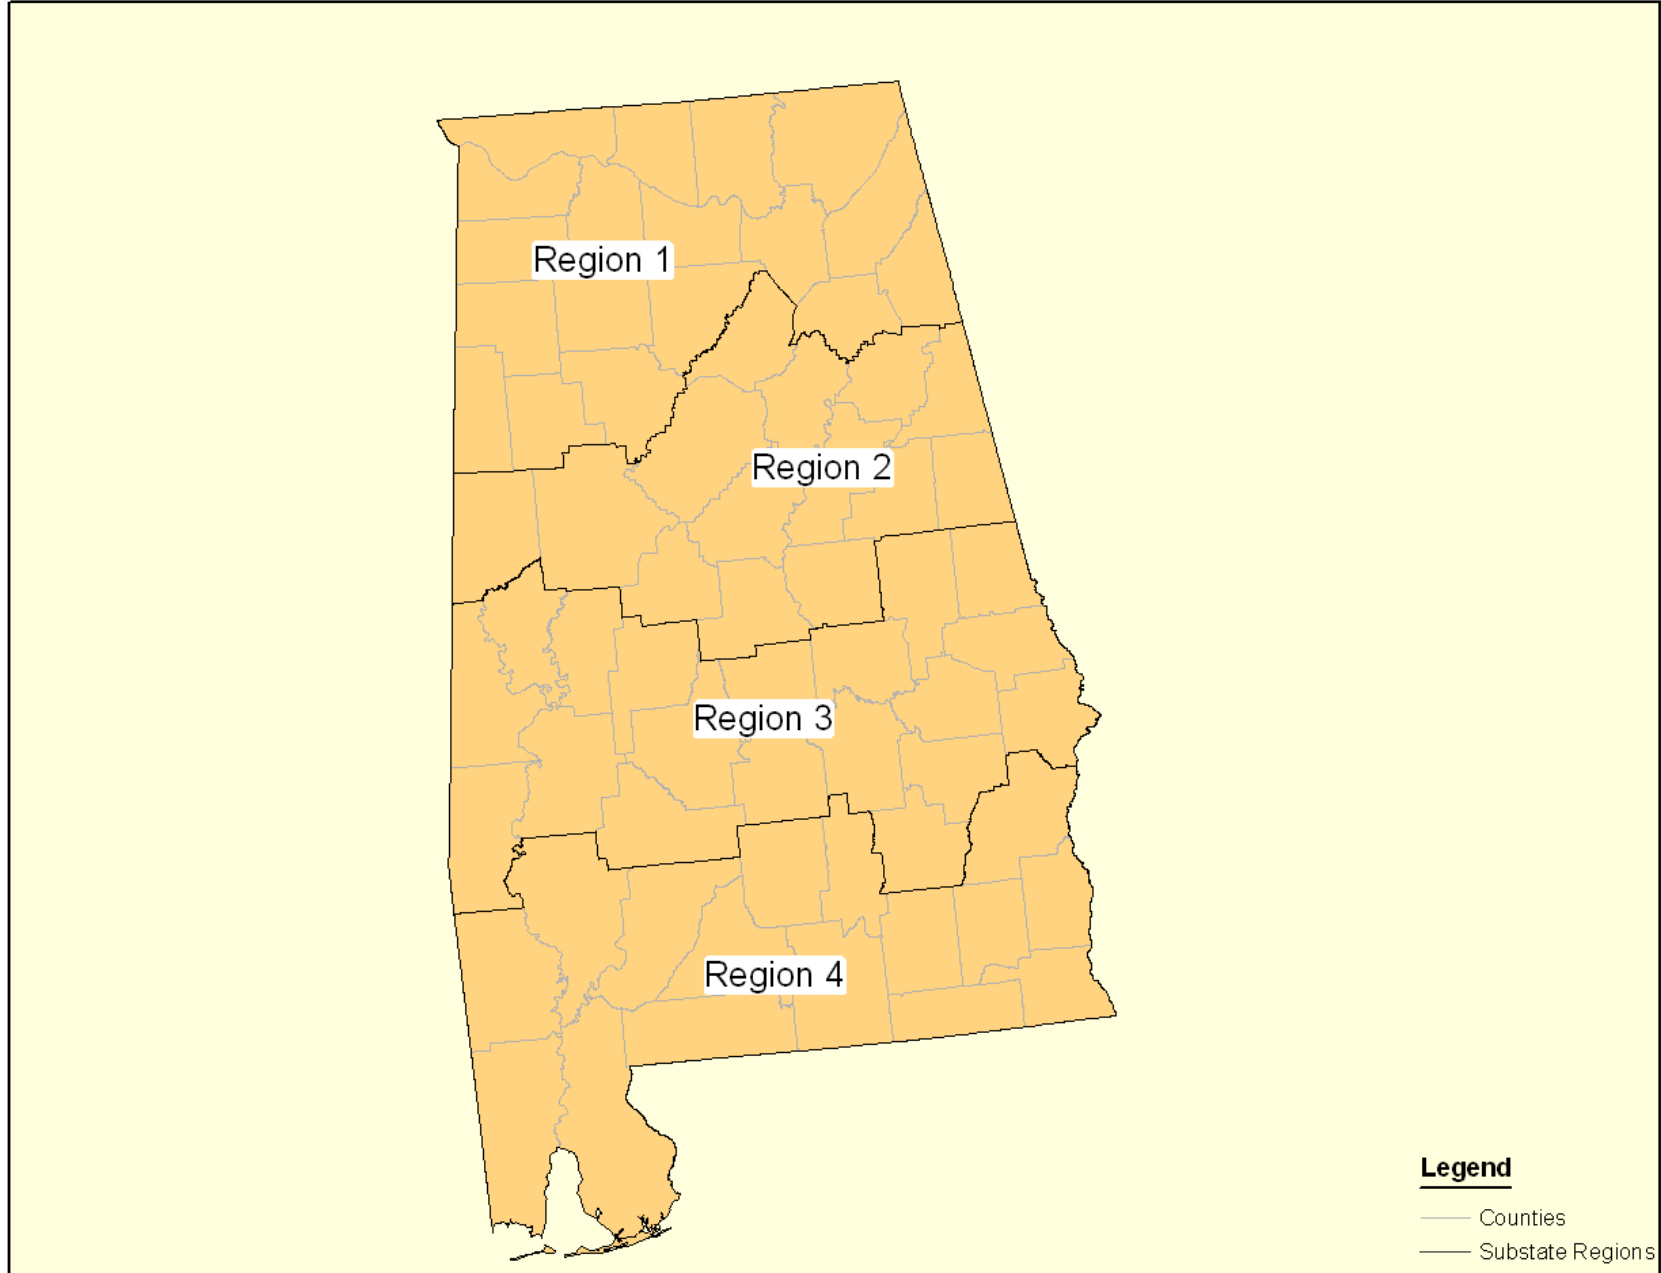 Region 1
Region 2
Region 3
Region 4
Legend
Counties
Substate Regions